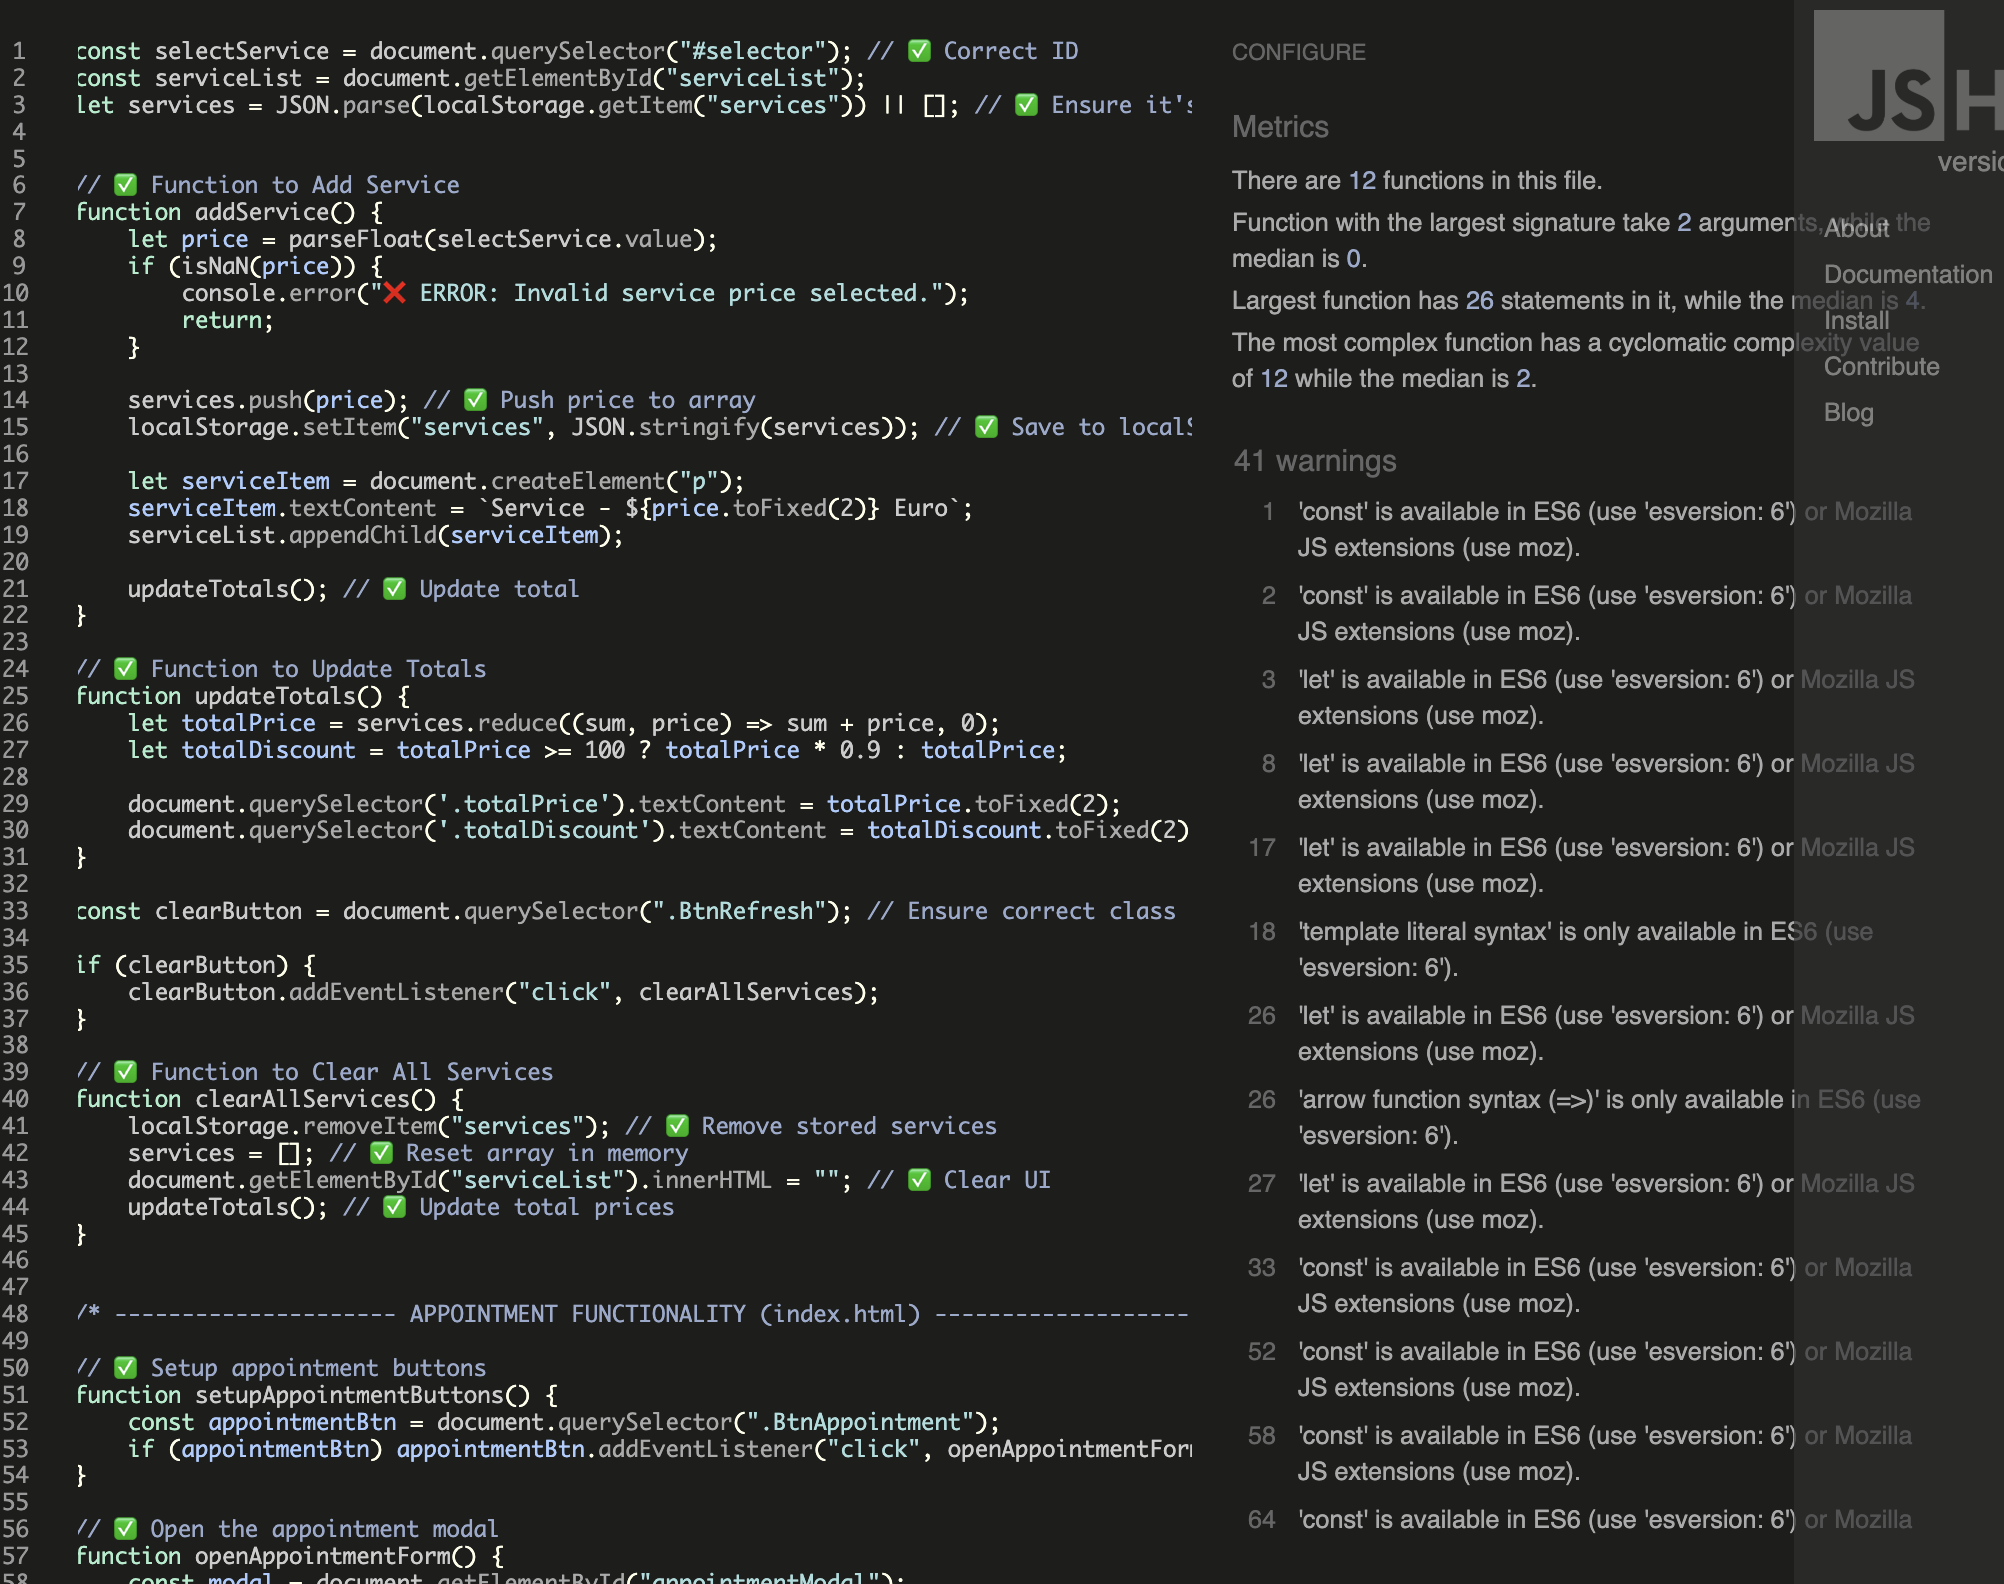 1 const selectService = document.querySelector("#selector"); // ✅ Correct ID
2 const serviceList = document.getElementById("serviceList");
3 let services = JSON.parse(localStorage.getItem("services")) || []; // ✅ Ensure it's
4
5
6 // ✅ Function to Add Service
7 function addService() {
8 let price = parseFloat(selectService.value);
9 if (isNaN(price)) {
10 console.error("❌ ERROR: Invalid service price selected.");
11 return;
12 }
13
14 services.push(price); // ✅ Push price to array
15 localStorage.setItem("services", JSON.stringify(services)); // ✅ Save to localS
16
17 let serviceItem = document.createElement("p");
18 serviceItem.textContent = `Service - ${price.toFixed(2)} Euro`;
19 serviceList.appendChild(serviceItem);
20
21 updateTotals(); // ✅ Update total
22 }
23
24 // ✅ Function to Update Totals
25 function updateTotals() {
26 let totalPrice = services.reduce((sum, price) => sum + price, 0);
27 let totalDiscount = totalPrice >= 100 ? totalPrice * 0.9 : totalPrice;
28
29 document.querySelector('.totalPrice').textContent = totalPrice.toFixed(2);
30 document.querySelector('.totalDiscount').textContent = totalDiscount.toFixed(2)
31 }
32
33 const clearButton = document.querySelector(".BtnRefresh"); // Ensure correct class
34
35 if (clearButton) {
36 clearButton.addEventListener("click", clearAllServices);
37 }
38
39 // ✅ Function to Clear All Services
40 function clearAllServices() {
41 localStorage.removeItem("services"); // ✅ Remove stored services
42 services = []; // ✅ Reset array in memory
43 document.getElementById("serviceList").innerHTML = ""; // ✅ Clear UI
44 updateTotals(); // ✅ Update total prices
45 }
46
47
48 /* --------------------- APPOINTMENT FUNCTIONALITY (index.html) -------------------
49
50 // ✅ Setup appointment buttons
51 function setupAppointmentButtons() {
52 const appointmentBtn = document.querySelector(".BtnAppointment");
53 if (appointmentBtn) appointmentBtn.addEventListener("click", openAppointmentForm
54 }
55
56 // ✅ Open the appointment modal
57 function openAppointmentForm() {
58 const modal = document.getElementById("appointmentModal");
CONFIGURE
Metrics
There are 12 functions in this file.
Function with the largest signature take 2 arguments, while the
median is 0.
Largest function has 26 statements in it, while the median is 4.
The most complex function has a cyclomatic complexity value
of 12 while the median is 2.
41 warnings
1 'const' is available in ES6 (use 'esversion: 6') or Mozilla
JS extensions (use moz).
2 'const' is available in ES6 (use 'esversion: 6') or Mozilla
JS extensions (use moz).
3 'let' is available in ES6 (use 'esversion: 6') or Mozilla JS
extensions (use moz).
8 'let' is available in ES6 (use 'esversion: 6') or Mozilla JS
extensions (use moz).
17 'let' is available in ES6 (use 'esversion: 6') or Mozilla JS
extensions (use moz).
18 'template literal syntax' is only available in ES6 (use
'esversion: 6').
26 'let' is available in ES6 (use 'esversion: 6') or Mozilla JS
extensions (use moz).
26 'arrow function syntax (=>)' is only available in ES6 (use
'esversion: 6').
27 'let' is available in ES6 (use 'esversion: 6') or Mozilla JS
extensions (use moz).
33 'const' is available in ES6 (use 'esversion: 6') or Mozilla
JS extensions (use moz).
52 'const' is available in ES6 (use 'esversion: 6') or Mozilla
JS extensions (use moz).
58 'const' is available in ES6 (use 'esversion: 6') or Mozilla
JS extensions (use moz).
64 'const' is available in ES6 (use 'esversion: 6') or Mozilla
JSH
versio
About
Documentation
Install
Contribute
Blog